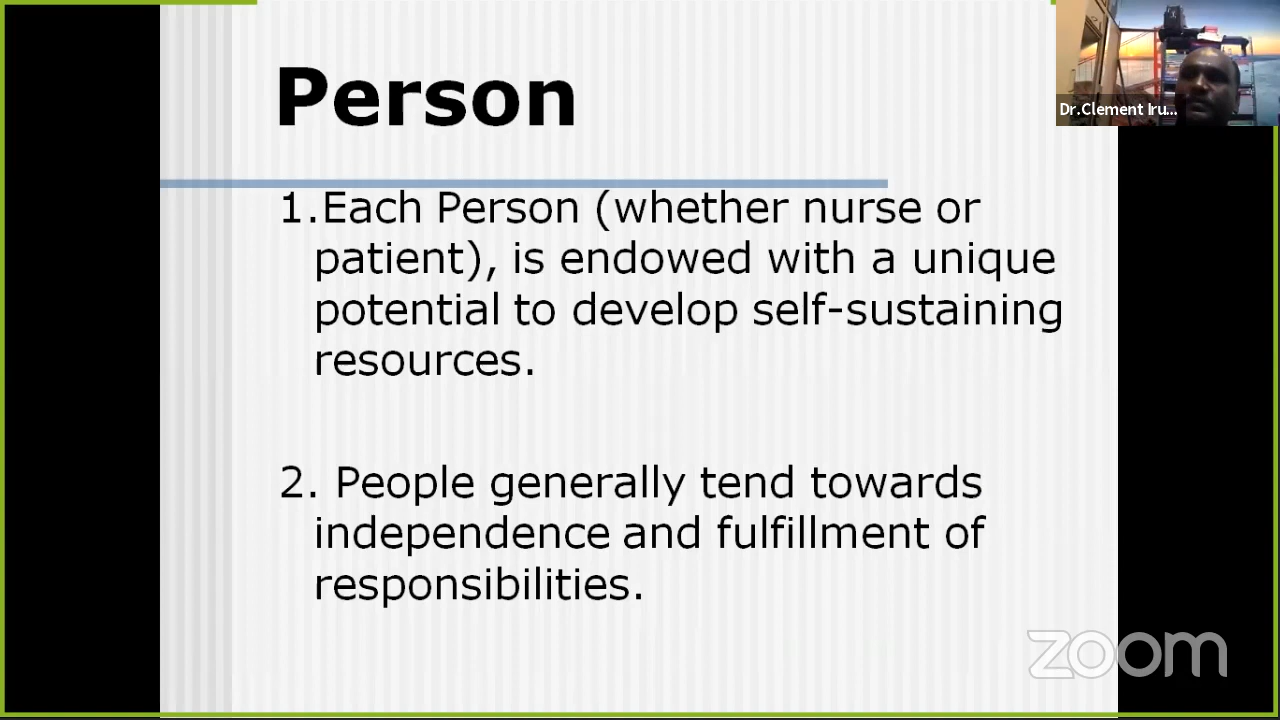 Person
Dr.Clement Iru...
1.Each Person (whether nurse or
patient), is endowed with a unique
potential to develop self-sustaining
resources.
2. People generally tend towards
independence and fulfillment of
responsibilities.
zoom